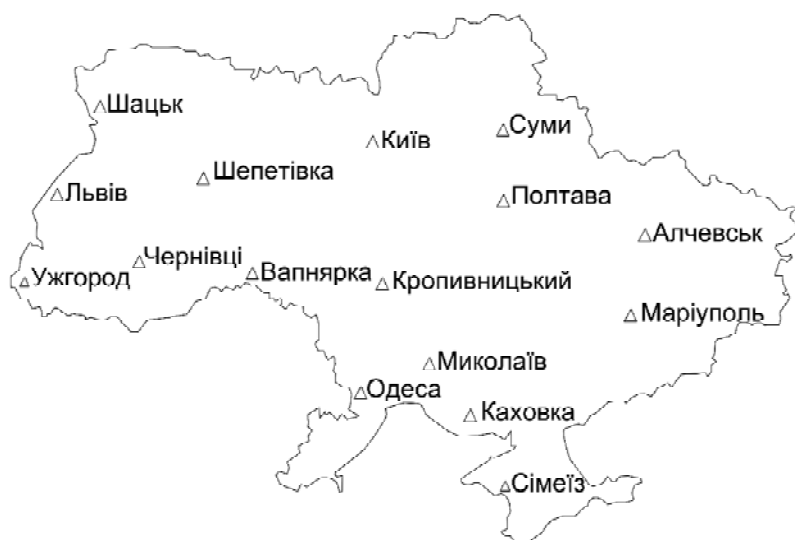 Шацьк
Суми
Київ
Шепетівка
Львів
Полтава
Алчевськ
Чернівці
Ужгород
Вапнярка
Кропивницький
Маріуполь
Миколаїв
Одеса
Каховка
Сімеїз